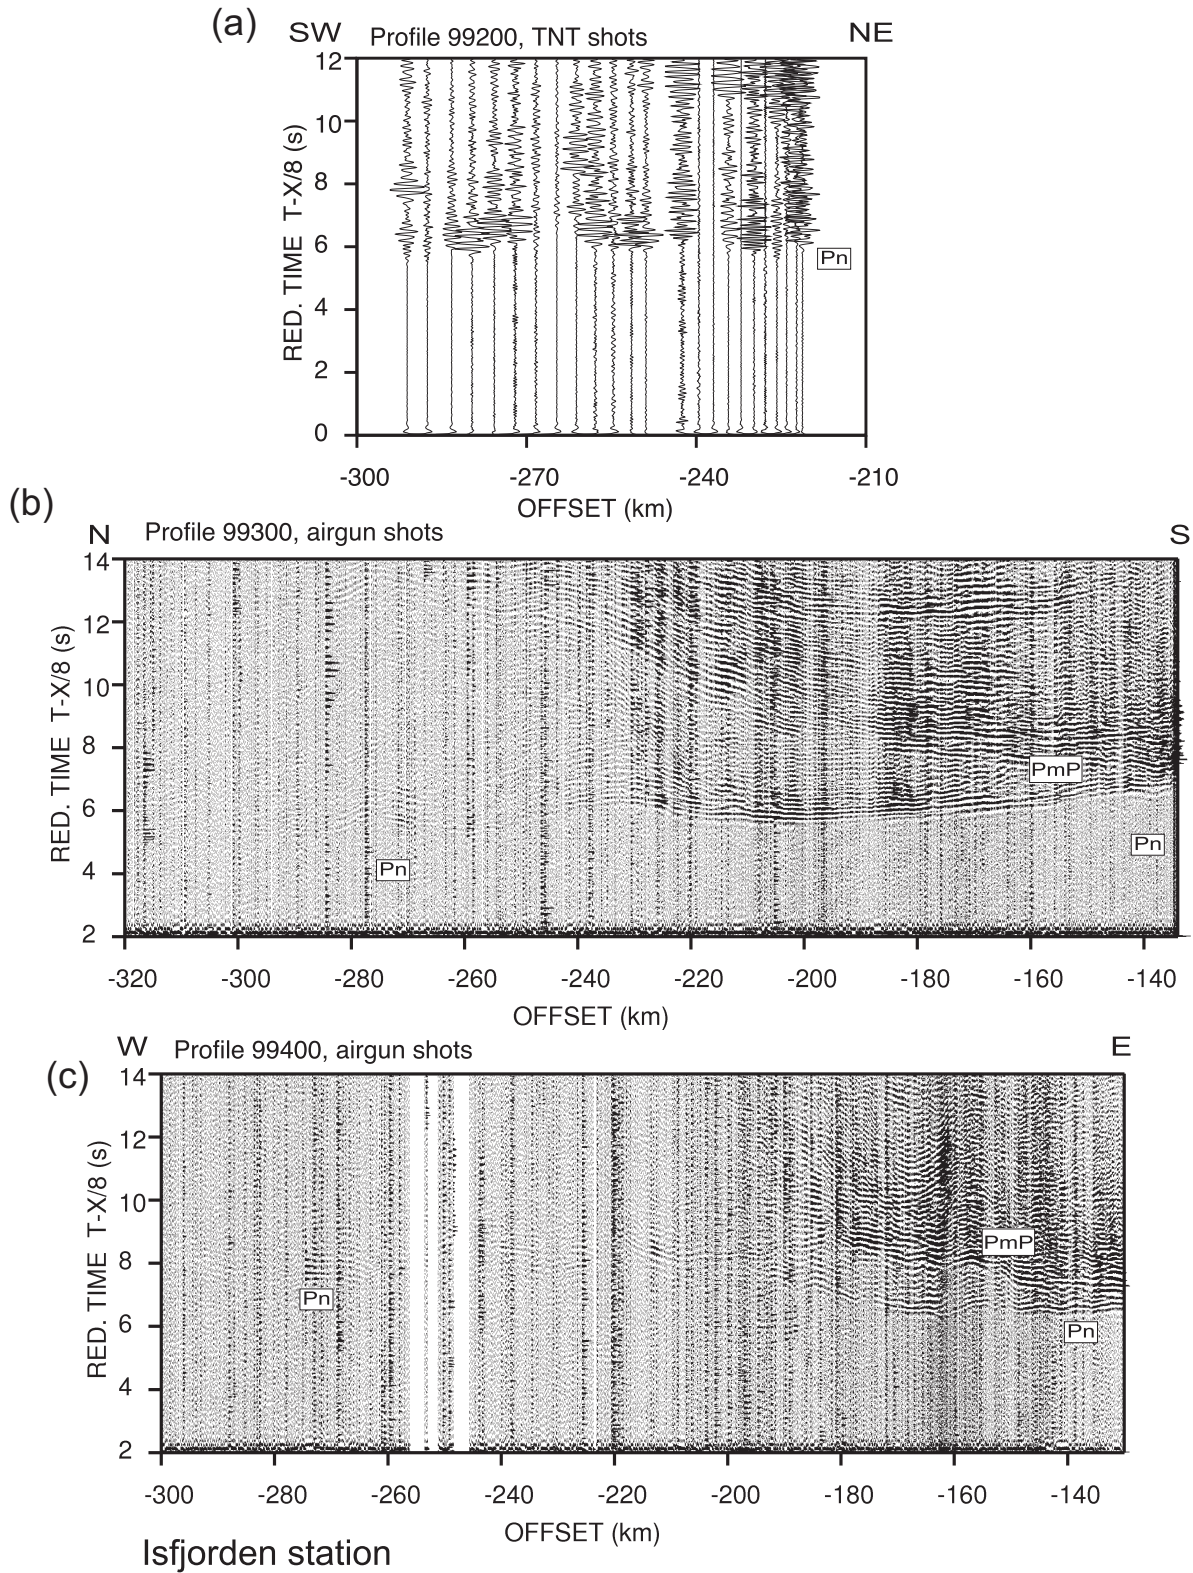 (a) SW Profile 99200, TNT shots NE
12
10
8
6
4
2
0
RED. TIME T-X/8 (s)
Pn
-300 -270 -240 -210
OFFSET (km)
(b) N Profile 99300, airgun shots S
14
12
10
8
6
4
2
RED. TIME T-X/8 (s)
PmP
Pn
Pn
-320 -300 -280 -260 -240 -220 -200 -180 -160 -140
OFFSET (km)
(c) W Profile 99400, airgun shots E
14
12
10
8
6
4
2
RED. TIME T-X/8 (s)
PmP
Pn
Pn
-300 -280 -260 -240 -220 -200 -180 -160 -140
OFFSET (km)
Isfjorden station